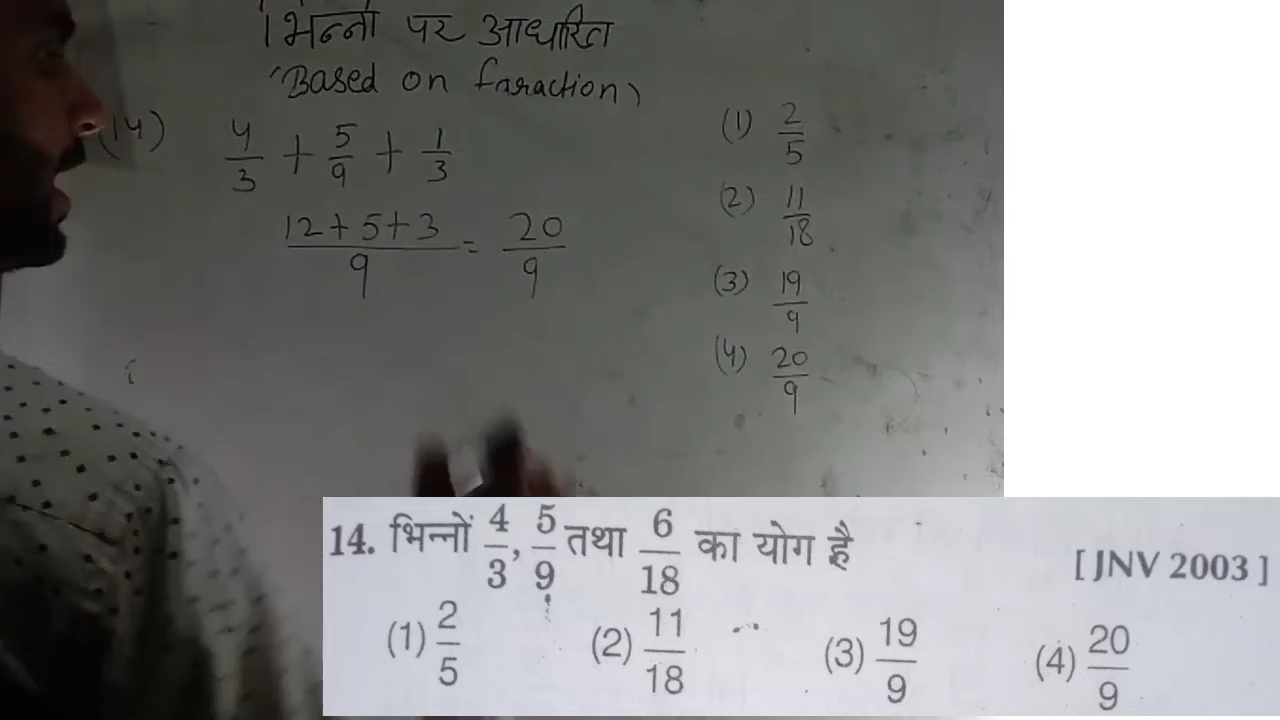 भिन्नों पर आधारित
(Based on faraction)
(14) 4/3 + 5/9 + 1/3
12+5+3/9 = 20/9
(1) 2/5
(2) 11/18
(3) 19/9
(4) 20/9
14. भिन्नों 4/3, 5/9 तथा 6/18 का योग है [JNV 2003]
(1) 2/5 (2) 11/18 (3) 19/9 (4) 20/9